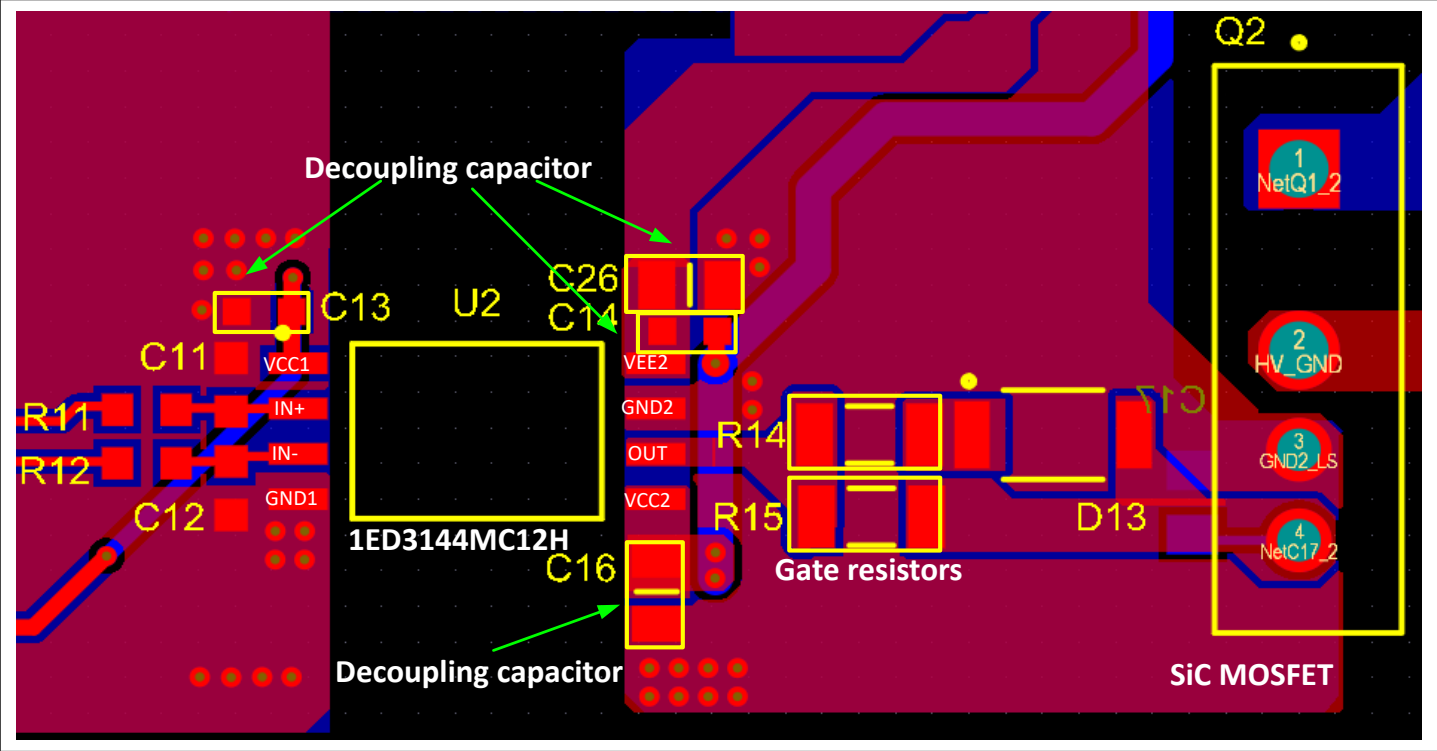 Q2
Decoupling capacitor
1
NetQ1_2
C26
C13
U2
C14
C11
VCC1
VEE2
2
HV_GND
C17
R11
IN+
GND2
R14
R12
IN-
OUT
3
GND2_LS
C12
GND1
VCC2
R15
D13
4
NetC17_2
1ED3144MC12H
C16
Gate resistors
Decoupling capacitor
SiC MOSFET